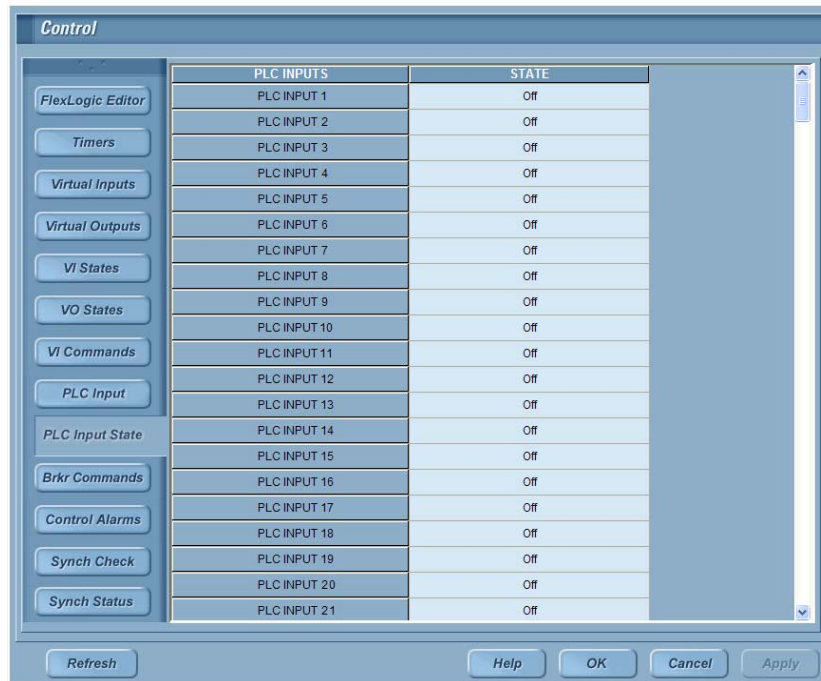 Control
FlexLogic Editor
Timers
Virtual Inputs
Virtual Outputs
VI States
VO States
VI Commands
PLC Input
PLC Input State
Brkr Commands
Control Alarms
Synch Check
Synch Status
PLC INPUTS STATE
PLC INPUT 1 Off
PLC INPUT 2 Off
PLC INPUT 3 Off
PLC INPUT 4 Off
PLC INPUT 5 Off
PLC INPUT 6 Off
PLC INPUT 7 Off
PLC INPUT 8 Off
PLC INPUT 9 Off
PLC INPUT 10 Off
PLC INPUT 11 Off
PLC INPUT 12 Off
PLC INPUT 13 Off
PLC INPUT 14 Off
PLC INPUT 15 Off
PLC INPUT 16 Off
PLC INPUT 17 Off
PLC INPUT 18 Off
PLC INPUT 19 Off
PLC INPUT 20 Off
PLC INPUT 21 Off
Refresh Help OK Cancel Apply